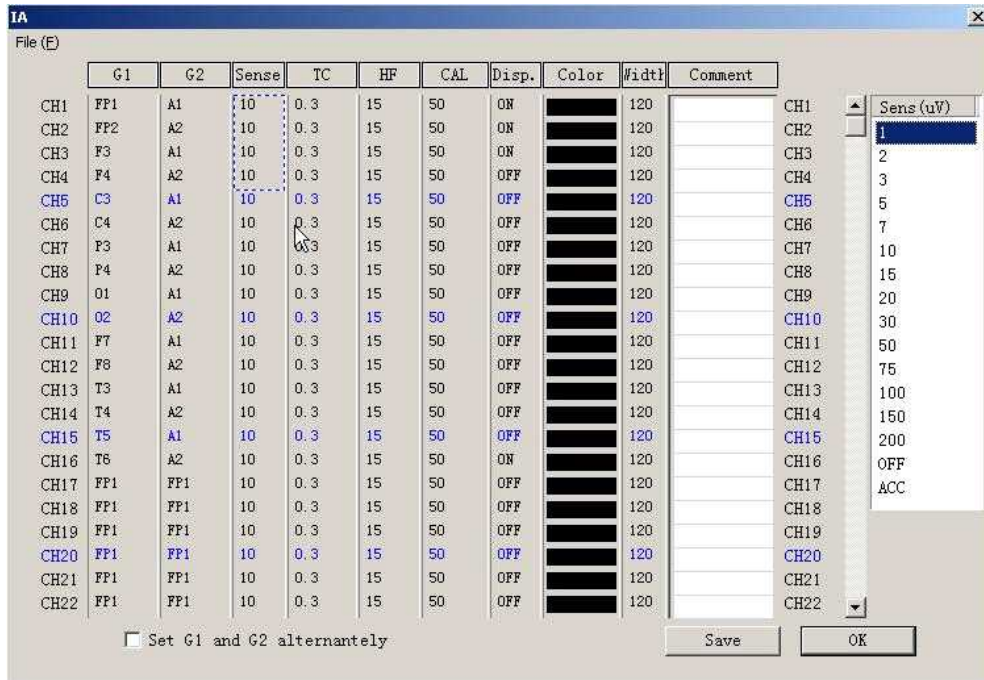 IA
File (F)
G1 G2 Sense TC HF CAL Disp. Color Width Comment
CH1 FP1 A1 10 0.3 15 50 ON 120 CH1
CH2 FP2 A2 10 0.3 15 50 ON 120 CH2
CH3 F3 A1 10 0.3 15 50 ON 120 CH3
CH4 F4 A2 10 0.3 15 50 OFF 120 CH4
CH5 C3 A1 10 0.3 15 50 OFF 120 CH5
CH6 C4 A2 10 0.3 15 50 OFF 120 CH6
CH7 P3 A1 10 0.3 15 50 OFF 120 CH7
CH8 P4 A2 10 0.3 15 50 OFF 120 CH8
CH9 O1 A1 10 0.3 15 50 OFF 120 CH9
CH10 O2 A2 10 0.3 15 50 OFF 120 CH10
CH11 F7 A1 10 0.3 15 50 OFF 120 CH11
CH12 F8 A2 10 0.3 15 50 OFF 120 CH12
CH13 T3 A1 10 0.3 15 50 OFF 120 CH13
CH14 T4 A2 10 0.3 15 50 OFF 120 CH14
CH15 T5 A1 10 0.3 15 50 OFF 120 CH15
CH16 T6 A2 10 0.3 15 50 ON 120 CH16
CH17 FP1 FP1 10 0.3 15 50 OFF 120 CH17
CH18 FP1 FP1 10 0.3 15 50 OFF 120 CH18
CH19 FP1 FP1 10 0.3 15 50 OFF 120 CH19
CH20 FP1 FP1 10 0.3 15 50 OFF 120 CH20
CH21 FP1 FP1 10 0.3 15 50 OFF 120 CH21
CH22 FP1 FP1 10 0.3 15 50 OFF 120 CH22
Sens(uV)
1
2
3
5
7
10
15
20
30
50
75
100
150
200
OFF
ACC
Set G1 and G2 alternantely
Save
OK